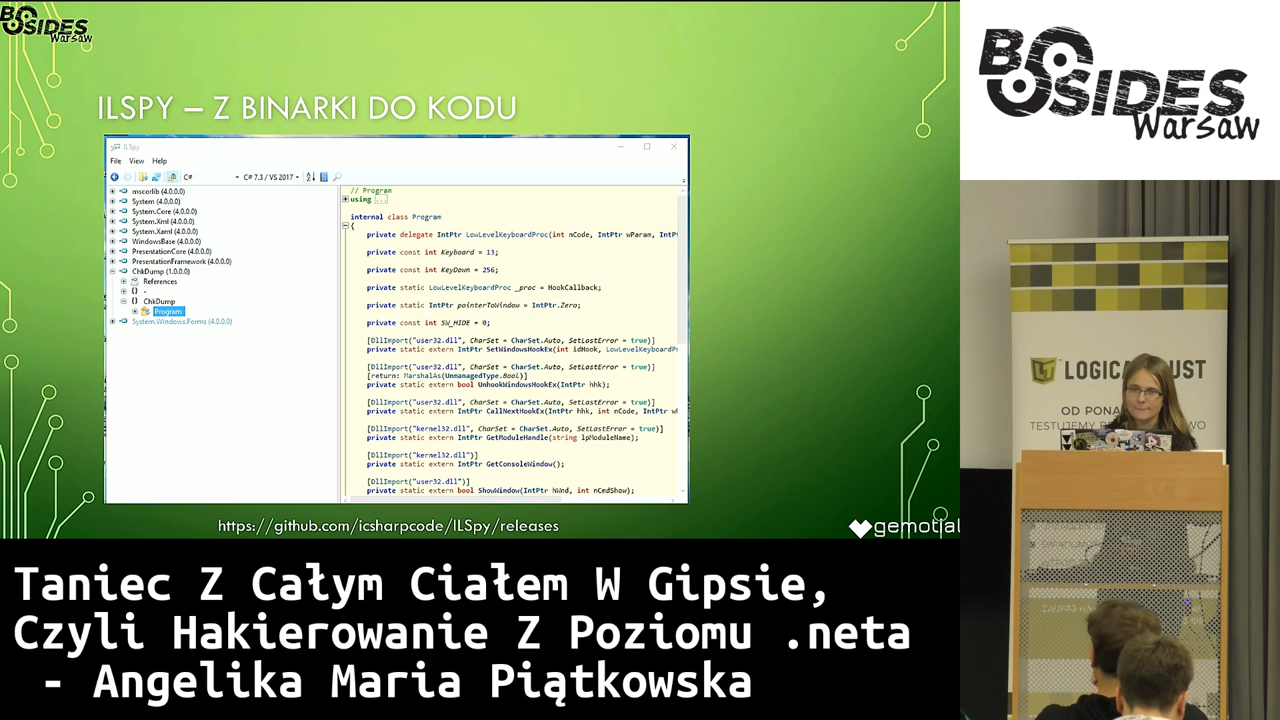 BSIDES
Warsaw
ILSPY – Z BINARKI DO KODU
ILSpy
File View Help
C# C# 7.3 / VS 2017
mscorlib (4.0.0.0)
System (4.0.0.0)
System.Core (4.0.0.0)
System.Xml (4.0.0.0)
System.Xaml (4.0.0.0)
WindowsBase (4.0.0.0)
PresentationCore (4.0.0.0)
PresentationFramework (4.0.0.0)
ChkDump (1.0.0.0)
References
{} -
{} ChkDump
Program
System.Windows.Forms (4.0.0.0)
// Program
using ...
internal class Program
{
private delegate IntPtr LowLevelKeyboardProc(int nCode, IntPtr wParam, IntPt
private const int Keyboard = 13;
private const int KeyDown = 256;
private static LowLevelKeyboardProc _proc = HookCallback;
private static IntPtr pointerToWindow = IntPtr.Zero;
private const int SW_HIDE = 0;
[DllImport("user32.dll", CharSet = CharSet.Auto, SetLastError = true)]
private static extern IntPtr SetWindowsHookEx(int idHook, LowLevelKeyboardPr
[DllImport("user32.dll", CharSet = CharSet.Auto, SetLastError = true)]
[return: MarshalAs(UnmanagedType.Bool)]
private static extern bool UnhookWindowsHookEx(IntPtr hhk);
[DllImport("user32.dll", CharSet = CharSet.Auto, SetLastError = true)]
private static extern IntPtr CallNextHookEx(IntPtr hhk, int nCode, IntPtr wP
[DllImport("kernel32.dll", CharSet = CharSet.Auto, SetLastError = true)]
private static extern IntPtr GetModuleHandle(string lpModuleName);
[DllImport("kernel32.dll")]
private static extern IntPtr GetConsoleWindow();
[DllImport("user32.dll")]
private static extern bool ShowWindow(IntPtr hWnd, int nCmdShow);
https://github.com/icsharpcode/ILSpy/releases
gemotial
Taniec Z Całym Ciałem W Gipsie,
Czyli Hakierowanie Z Poziomu .neta
- Angelika Maria Piątkowska
BSIDES
Warsaw
OD PONA
TESTUJEMY